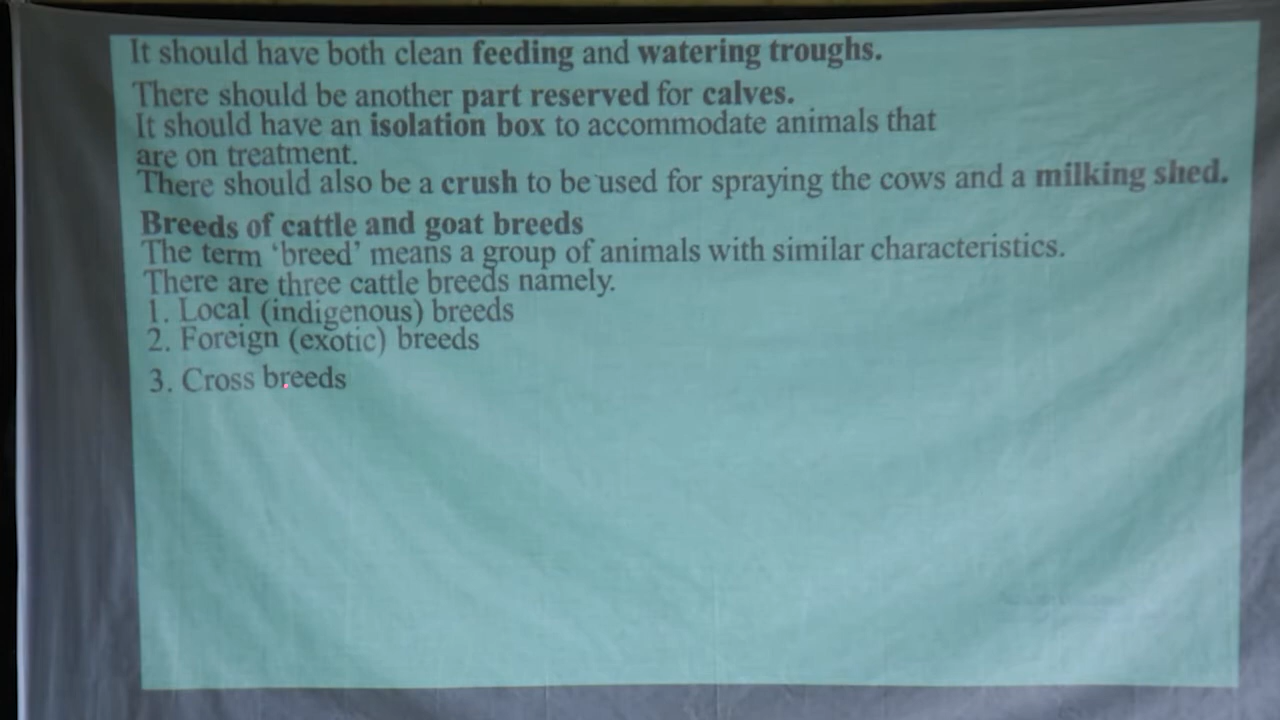 It should have both clean feeding and watering troughs.
There should be another part reserved for calves.
It should have an isolation box to accommodate animals that
are on treatment.
There should also be a crush to be used for spraying the cows and a milking shed.
Breeds of cattle and goat breeds
The term ‘breed’ means a group of animals with similar characteristics.
There are three cattle breeds namely.
1. Local (indigenous) breeds
2. Foreign (exotic) breeds
3. Cross breeds